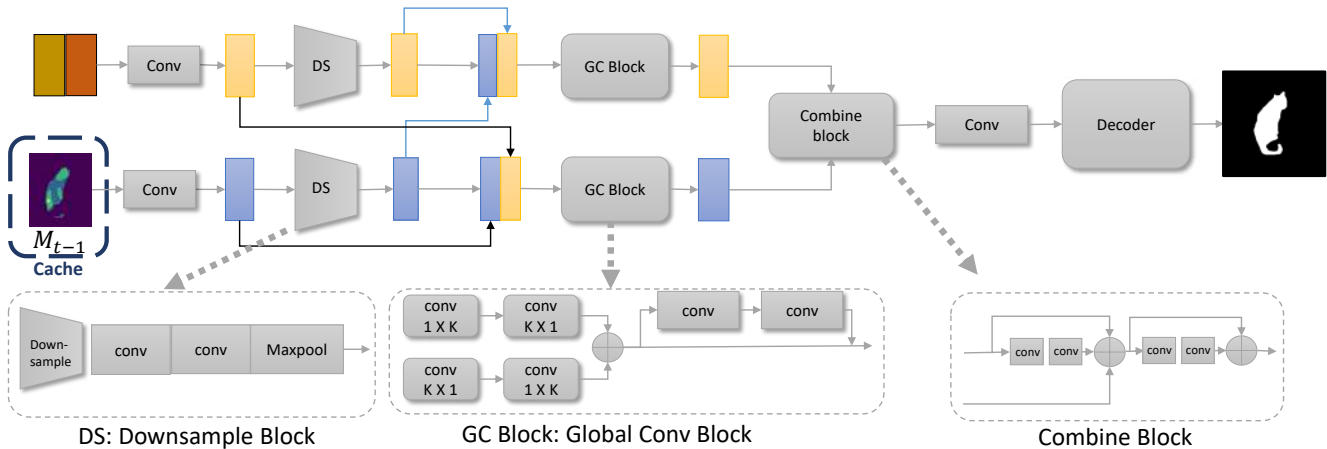 Conv
DS
GC Block
Combine
block
Conv
Decoder
Conv
DS
GC Block
M_{t−1}
Cache
Down-
sample
conv
conv
Maxpool
DS: Downsample Block
conv
1 X K
conv
K X 1
conv
K X 1
conv
1 X K
conv
conv
GC Block: Global Conv Block
conv
conv
conv
conv
Combine Block